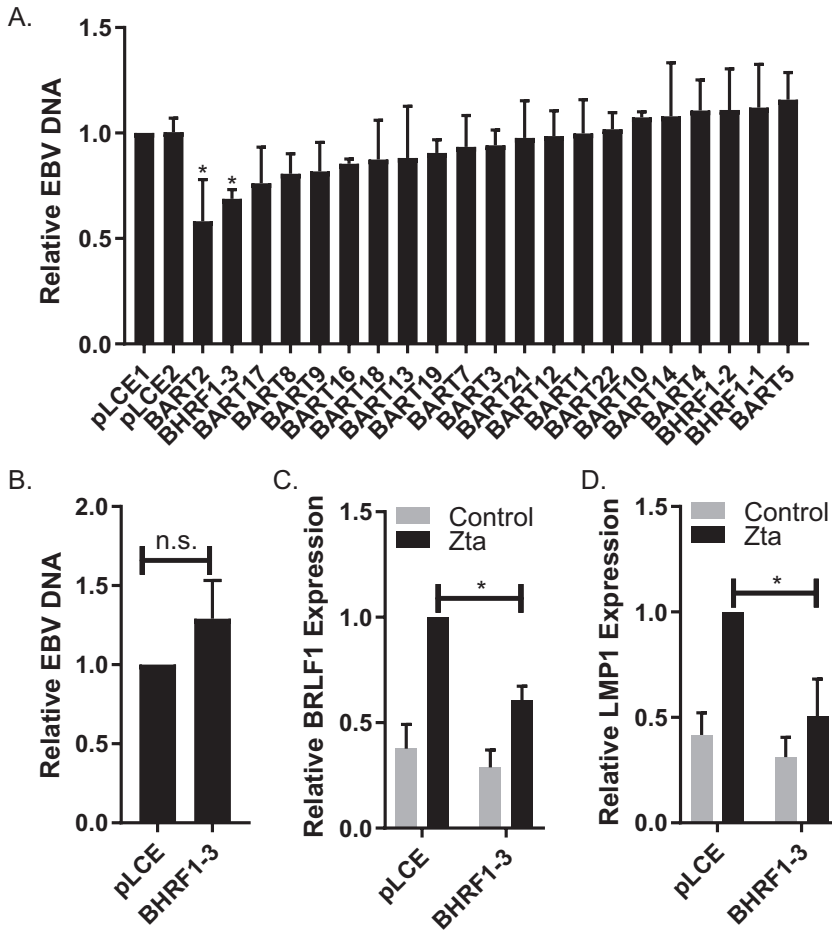 A.
Relative EBV DNA
1.5
1.0
0.5
0.0
* *
pLCE1
pLCE2
BART2
BHRF1-3
BART17
BART8
BART9
BART16
BART18
BART13
BART19
BART7
BART3
BART21
BART12
BART1
BART22
BART10
BART14
BART4
BHRF1-2
BHRF1-1
BART5
B.
Relative EBV DNA
2.0
1.5
1.0
0.5
0.0
n.s.
pLCE
BHRF1-3
C.
Relative BRLF1 Expression
1.5
1.0
0.5
0.0
Control
Zta
*
pLCE
BHRF1-3
D.
Relative LMP1 Expression
1.5
1.0
0.5
0.0
Control
Zta
*
pLCE
BHRF1-3